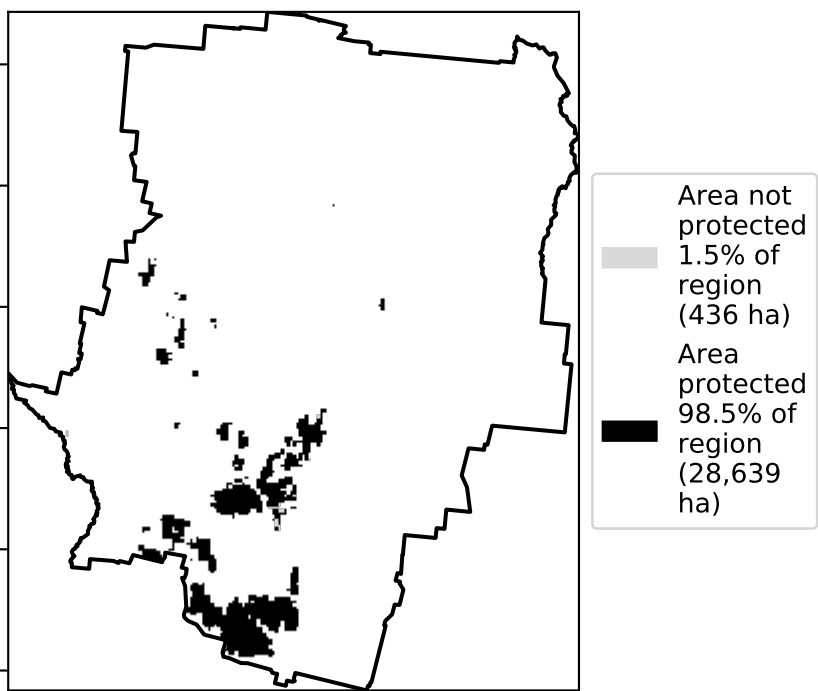 Area not
protected
1.5% of
region
(436 ha)
Area
protected
98.5% of
region
(28,639
ha)